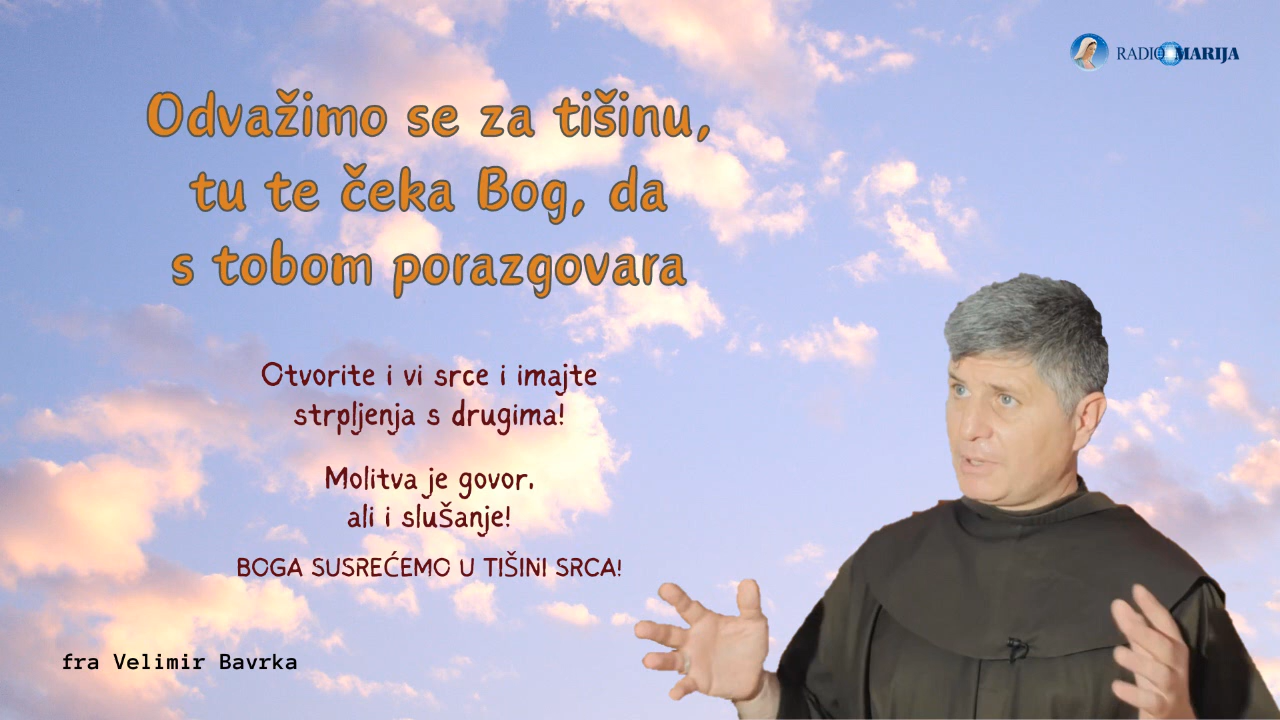 RADIO MARIJA
Odvažimo se za tišinu,
tu te čeka Bog, da
s tobom porazgovara
Otvorite i vi srce i imajte
strpljenja s drugima!
Molitva je govor,
ali i slušanje!
BOGA SUSREĆEMO U TIŠINI SRCA!
fra Velimir Bavrka